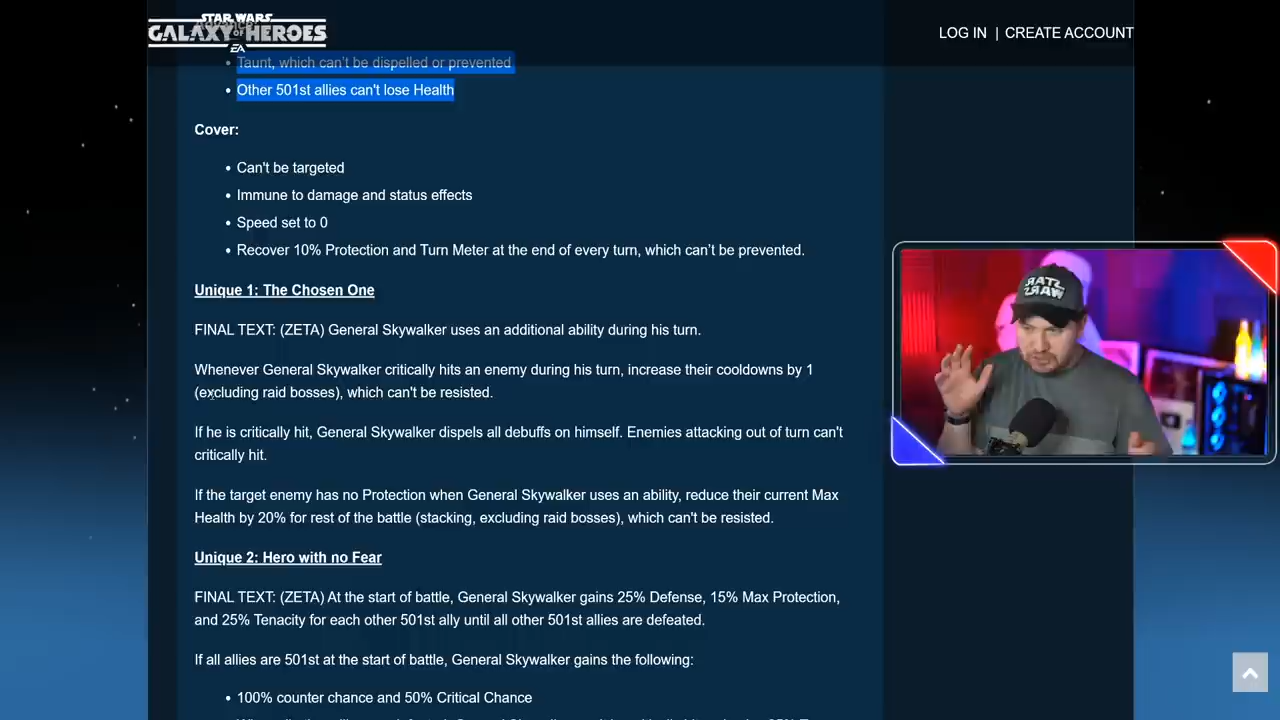 STAR WARS
GALAXY OF HEROES
EA
LOG IN | CREATE ACCOUNT
• Taunt, which can't be dispelled or prevented
• Other 501st allies can't lose Health
Cover:
• Can't be targeted
• Immune to damage and status effects
• Speed set to 0
• Recover 10% Protection and Turn Meter at the end of every turn, which can’t be prevented.
Unique 1: The Chosen One
FINAL TEXT: (ZETA) General Skywalker uses an additional ability during his turn.
Whenever General Skywalker critically hits an enemy during his turn, increase their cooldowns by 1
(excluding raid bosses), which can't be resisted.
If he is critically hit, General Skywalker dispels all debuffs on himself. Enemies attacking out of turn can't
critically hit.
If the target enemy has no Protection when General Skywalker uses an ability, reduce their current Max
Health by 20% for rest of the battle (stacking, excluding raid bosses), which can't be resisted.
Unique 2: Hero with no Fear
FINAL TEXT: (ZETA) At the start of battle, General Skywalker gains 25% Defense, 15% Max Protection,
and 25% Tenacity for each other 501st ally until all other 501st allies are defeated.
If all allies are 501st at the start of battle, General Skywalker gains the following:
• 100% counter chance and 50% Critical Chance
STAR
WARS